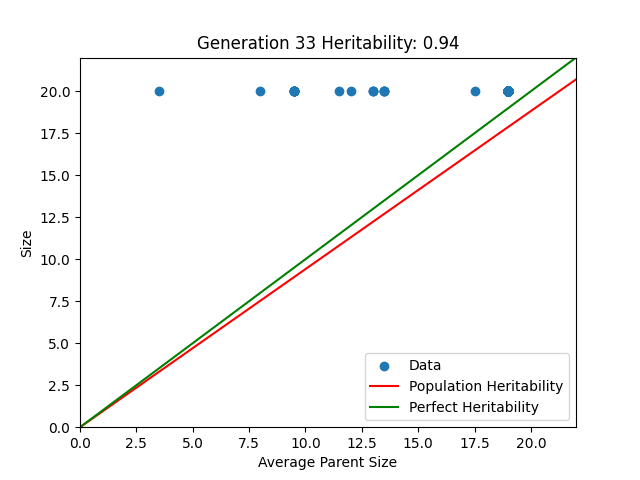 Generation 33 Heritability: 0.94
20.0
17.5
15.0
12.5
10.0
7.5
5.0
2.5
0.0
Size
Data
Population Heritability
Perfect Heritability
0.0 2.5 5.0 7.5 10.0 12.5 15.0 17.5 20.0
Average Parent Size